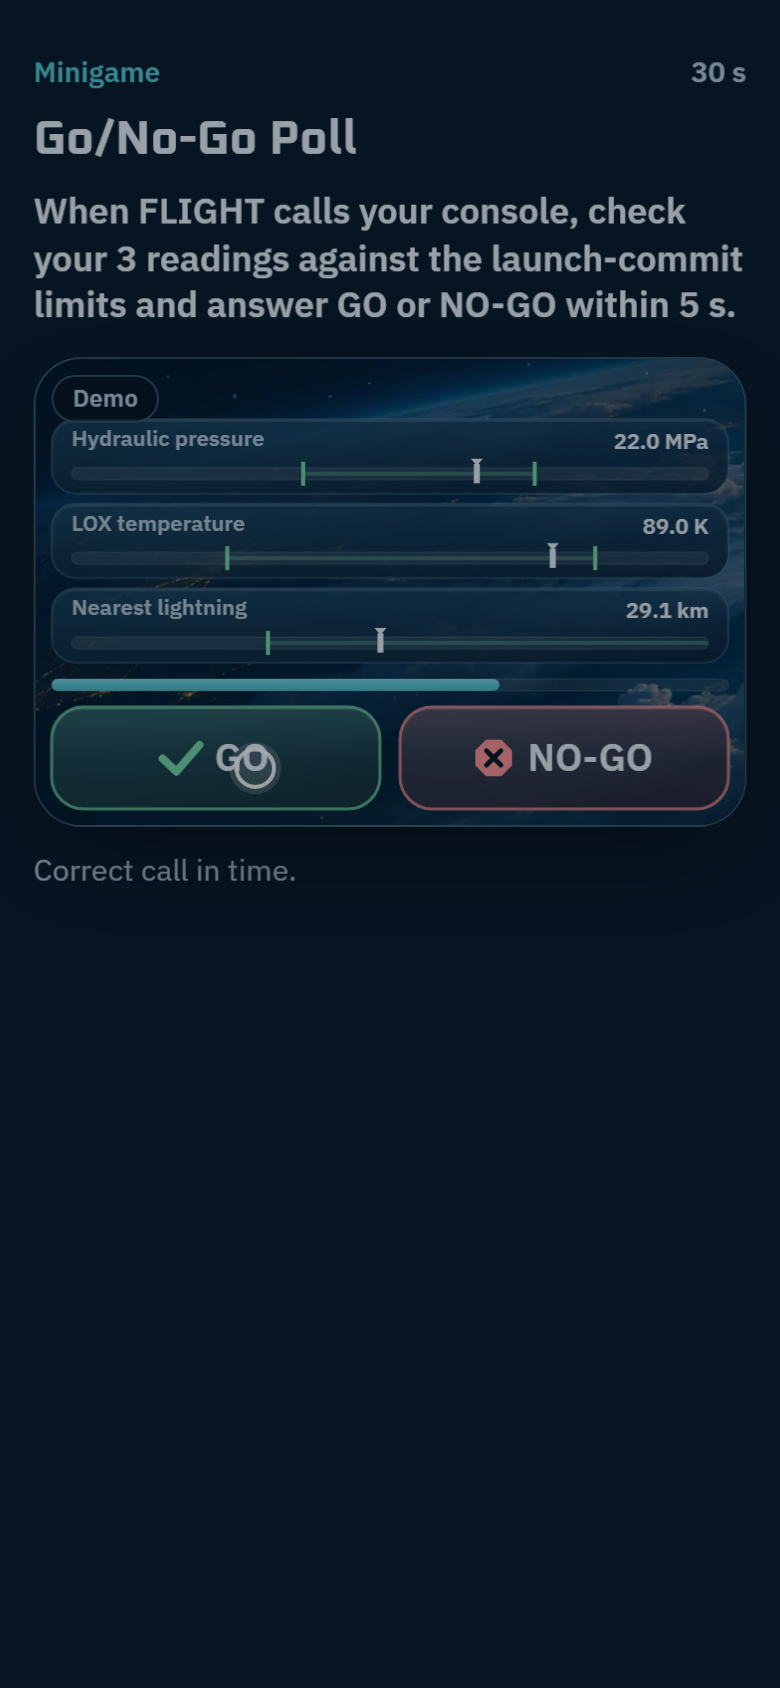 Minigame
30 s
Go/No-Go Poll
When FLIGHT calls your console, check
your 3 readings against the launch-commit
limits and answer GO or NO-GO within 5 s.
Demo
Hydraulic pressure
22.0 MPa
LOX temperature
89.0 K
Nearest lightning
29.1 km
GO
NO-GO
Correct call in time.